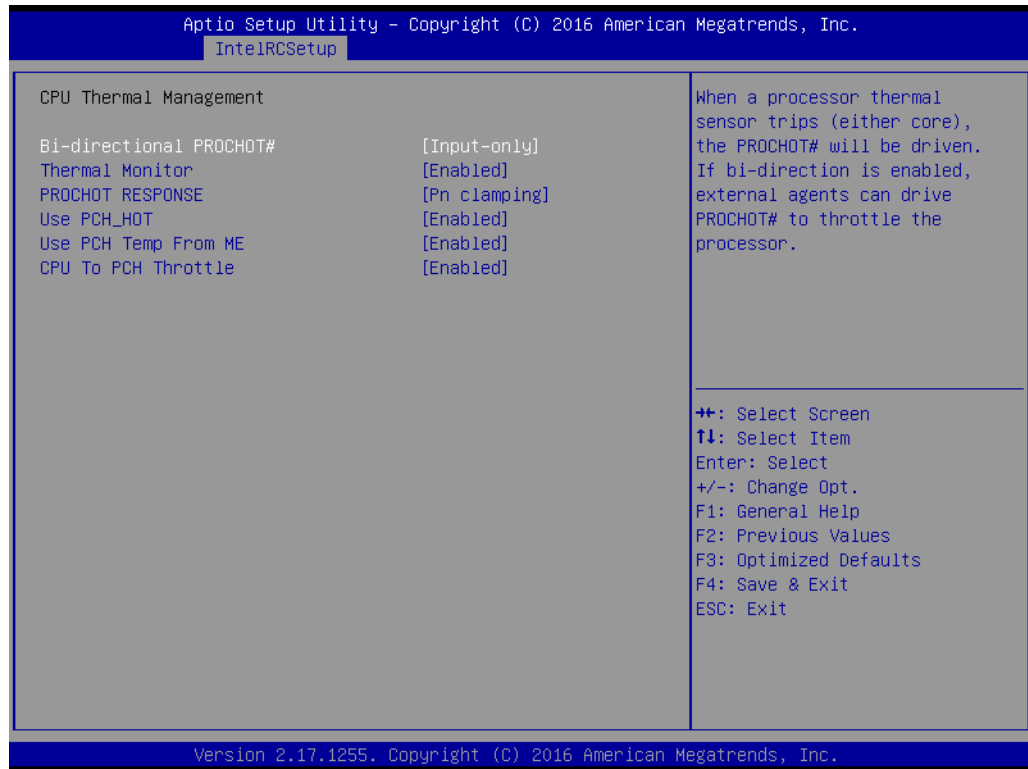 Aptio Setup Utility – Copyright (C) 2016 American Megatrends, Inc.
IntelRCSetup
CPU Thermal Management
Bi-directional PROCHOT# [Input-only]
Thermal Monitor [Enabled]
PROCHOT RESPONSE [Pn clamping]
Use PCH_HOT [Enabled]
Use PCH Temp From ME [Enabled]
CPU To PCH Throttle [Enabled]
When a processor thermal
sensor trips (either core),
the PROCHOT# will be driven.
If bi-direction is enabled,
external agents can drive
PROCHOT# to throttle the
processor.
→←: Select Screen
↑↓: Select Item
Enter: Select
+/-: Change Opt.
F1: General Help
F2: Previous Values
F3: Optimized Defaults
F4: Save & Exit
ESC: Exit
Version 2.17.1255. Copyright (C) 2016 American Megatrends, Inc.